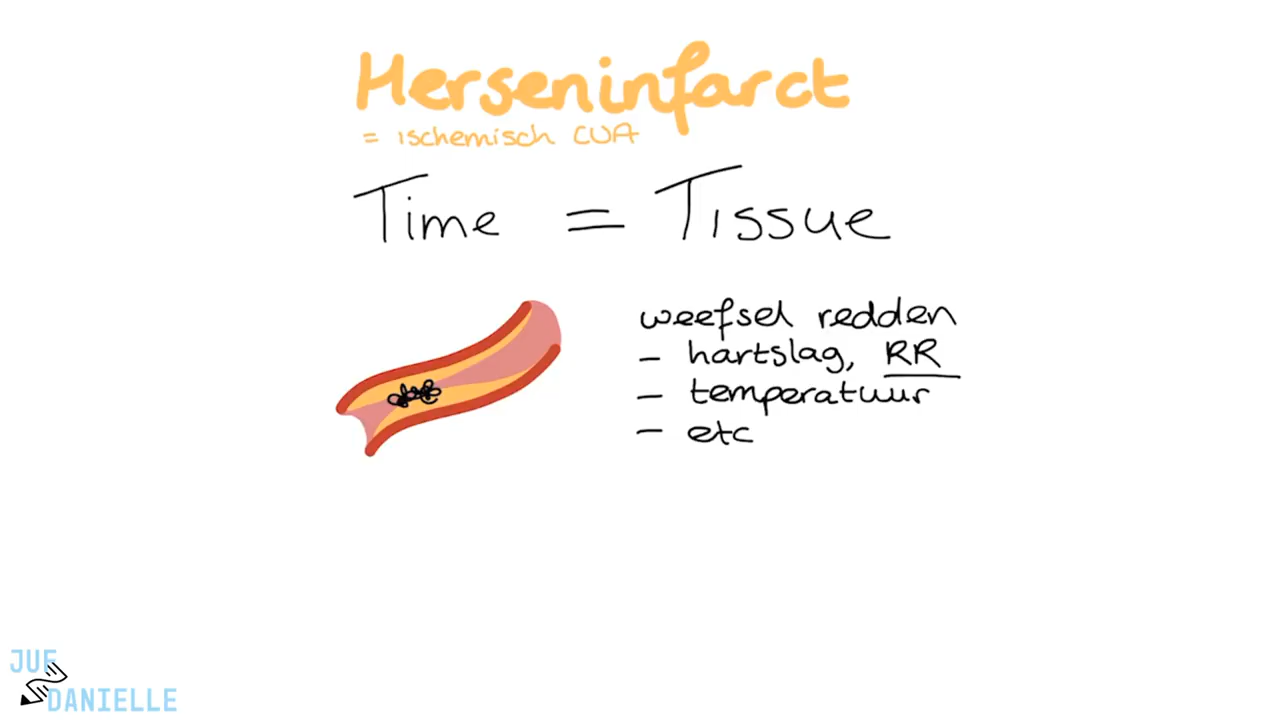 Herseninfarct
= ischemisch CVA
Time = Tissue
weefsel redden
- hartslag, RR
- temperatuur
- etc
JUF
DANIELLE